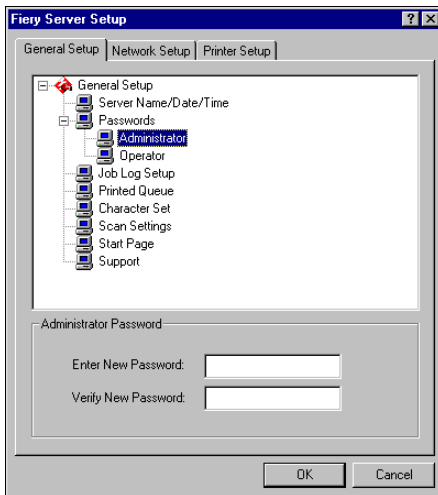 Fiery Server Setup
General Setup Network Setup Printer Setup
General Setup
Server Name/Date/Time
Passwords
Administrator
Operator
Job Log Setup
Printed Queue
Character Set
Scan Settings
Start Page
Support
Administrator Password
Enter New Password:
Verify New Password:
OK Cancel